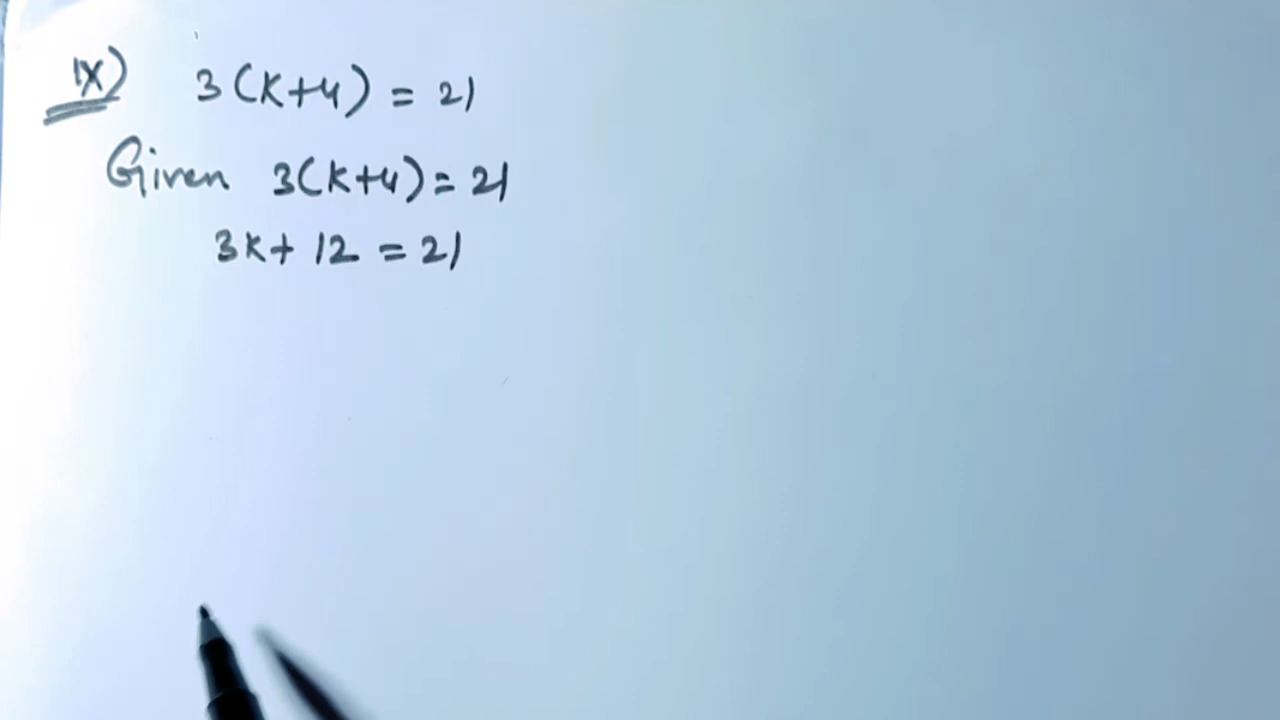 ix) 3(K+4) = 21
Given 3(K+4) = 21
3K + 12 = 21